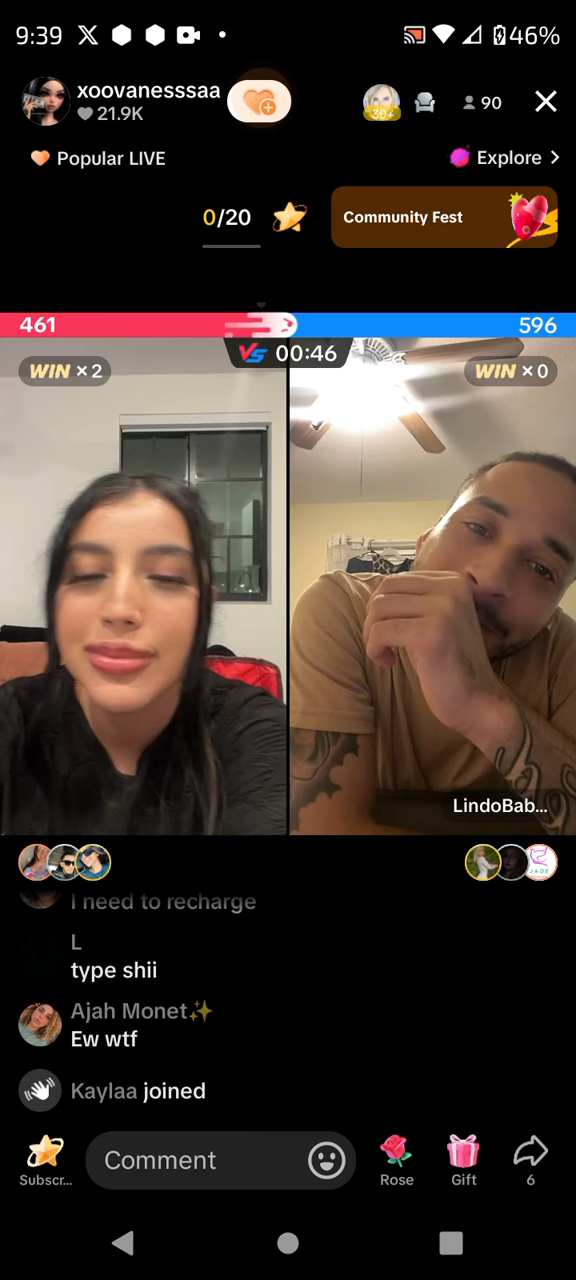 9:39
46%
xoovanesssaa
21.9K
30+
90
Popular LIVE
Explore
0/20
Community Fest
461
596
VS 00:46
WIN × 2
WIN × 0
LindoBab...
JADE
I need to recharge
L
type shii
Ajah Monet✨
Ew wtf
Kaylaa joined
Subscr...
Comment
Rose
Gift
6